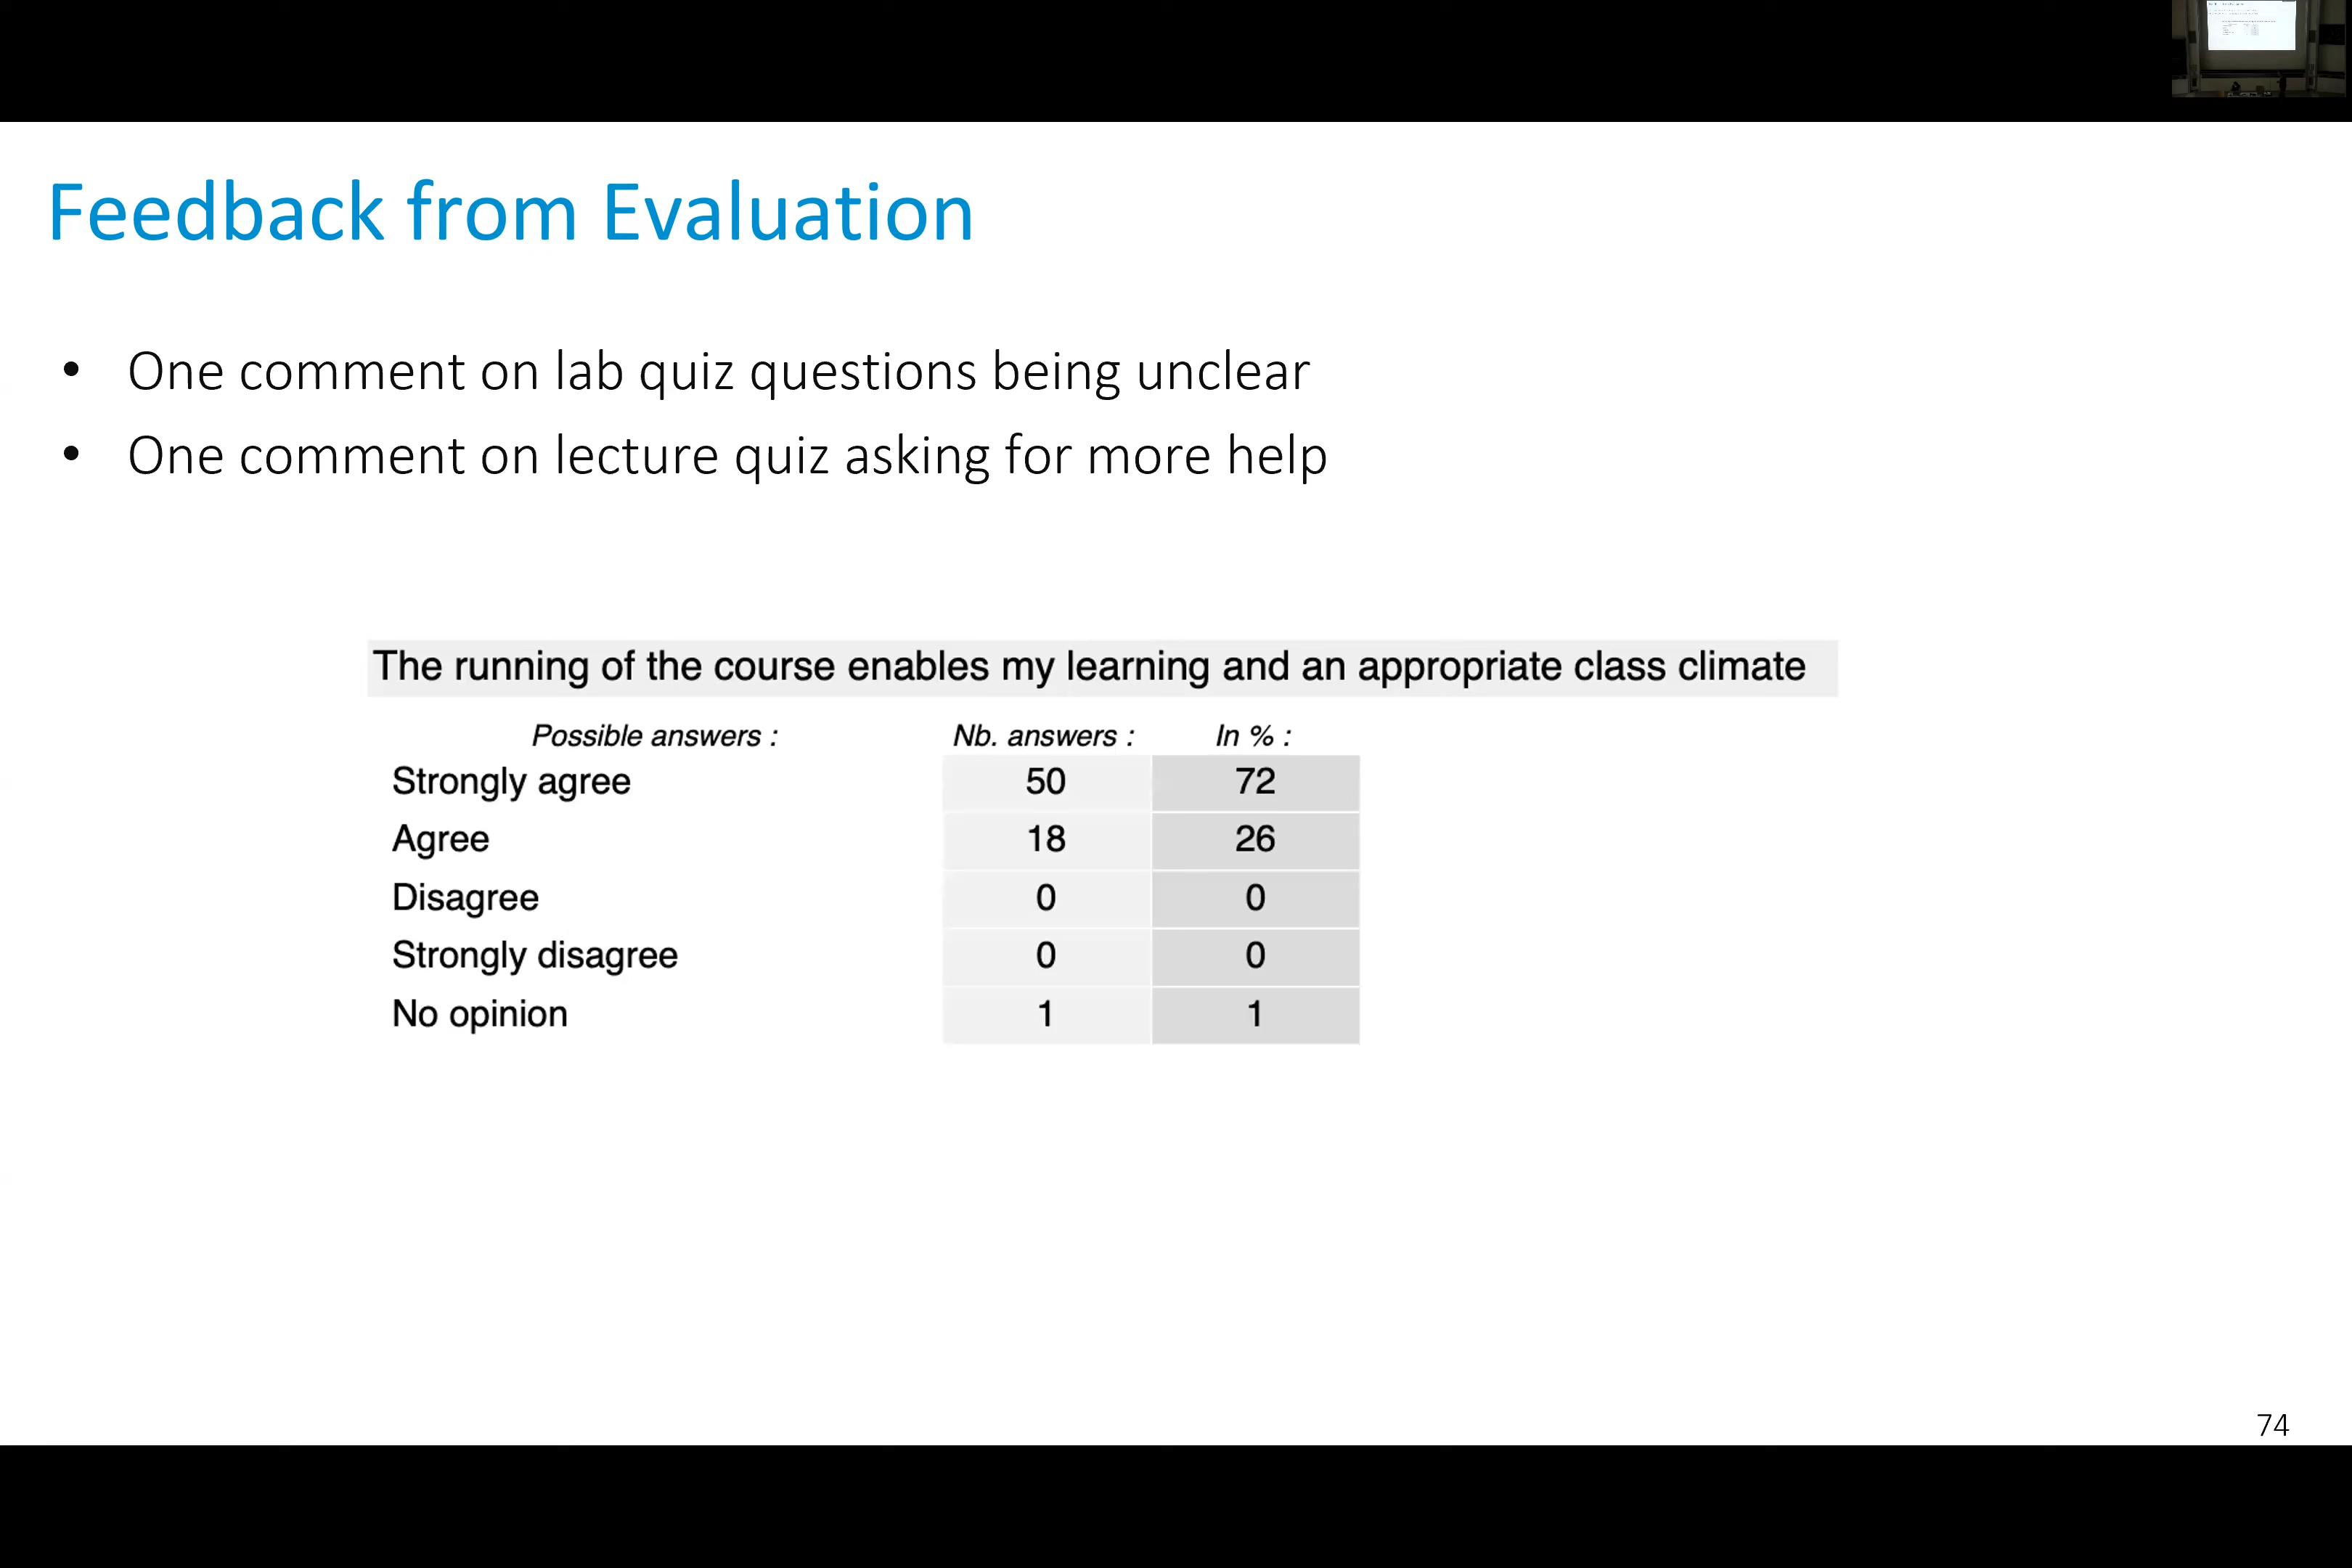 Feedback from Evaluation
• One comment on lab quiz questions being unclear
• One comment on lecture quiz asking for more help
The running of the course enables my learning and an appropriate class climate
Possible answers : Nb. answers : In % :
Strongly agree 50 72
Agree 18 26
Disagree 0 0
Strongly disagree 0 0
No opinion 1 1
74